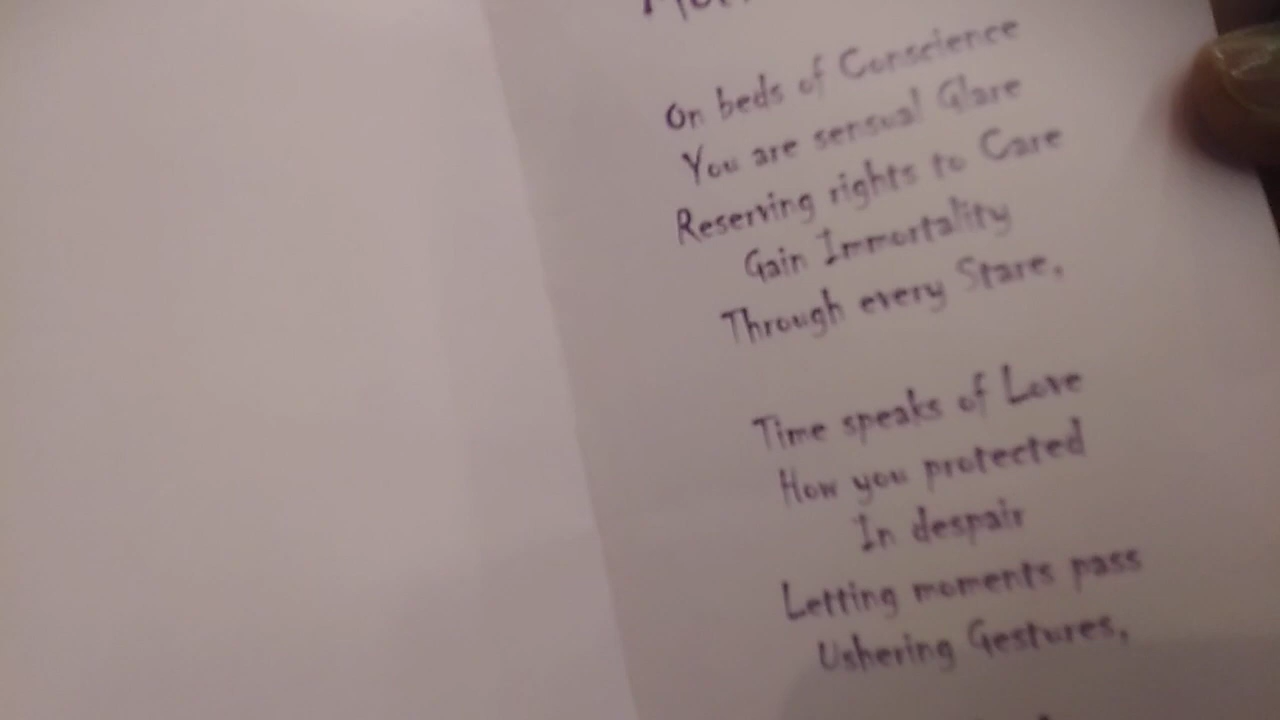 On beds of Conscience
You are sensual Glare
Reserving rights to Care
Gain Immortality
Through every Stare,
Time speaks of Love
How you protected
In despair
Letting moments pass
Ushering Gestures,